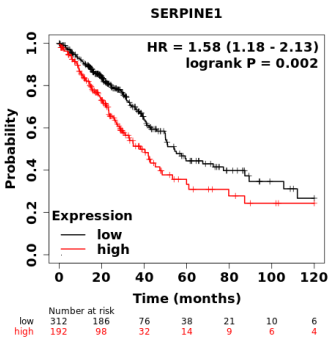 SERPINE1
HR = 1.58 (1.18 - 2.13)
logrank P = 0.002
Probability
1.0
0.8
0.6
0.4
0.2
0.0
Expression
low
high
0 20 40 60 80 100 120
Time (months)
Number at risk
low 312 186 76 38 21 10 6
high 192 98 32 14 9 6 4